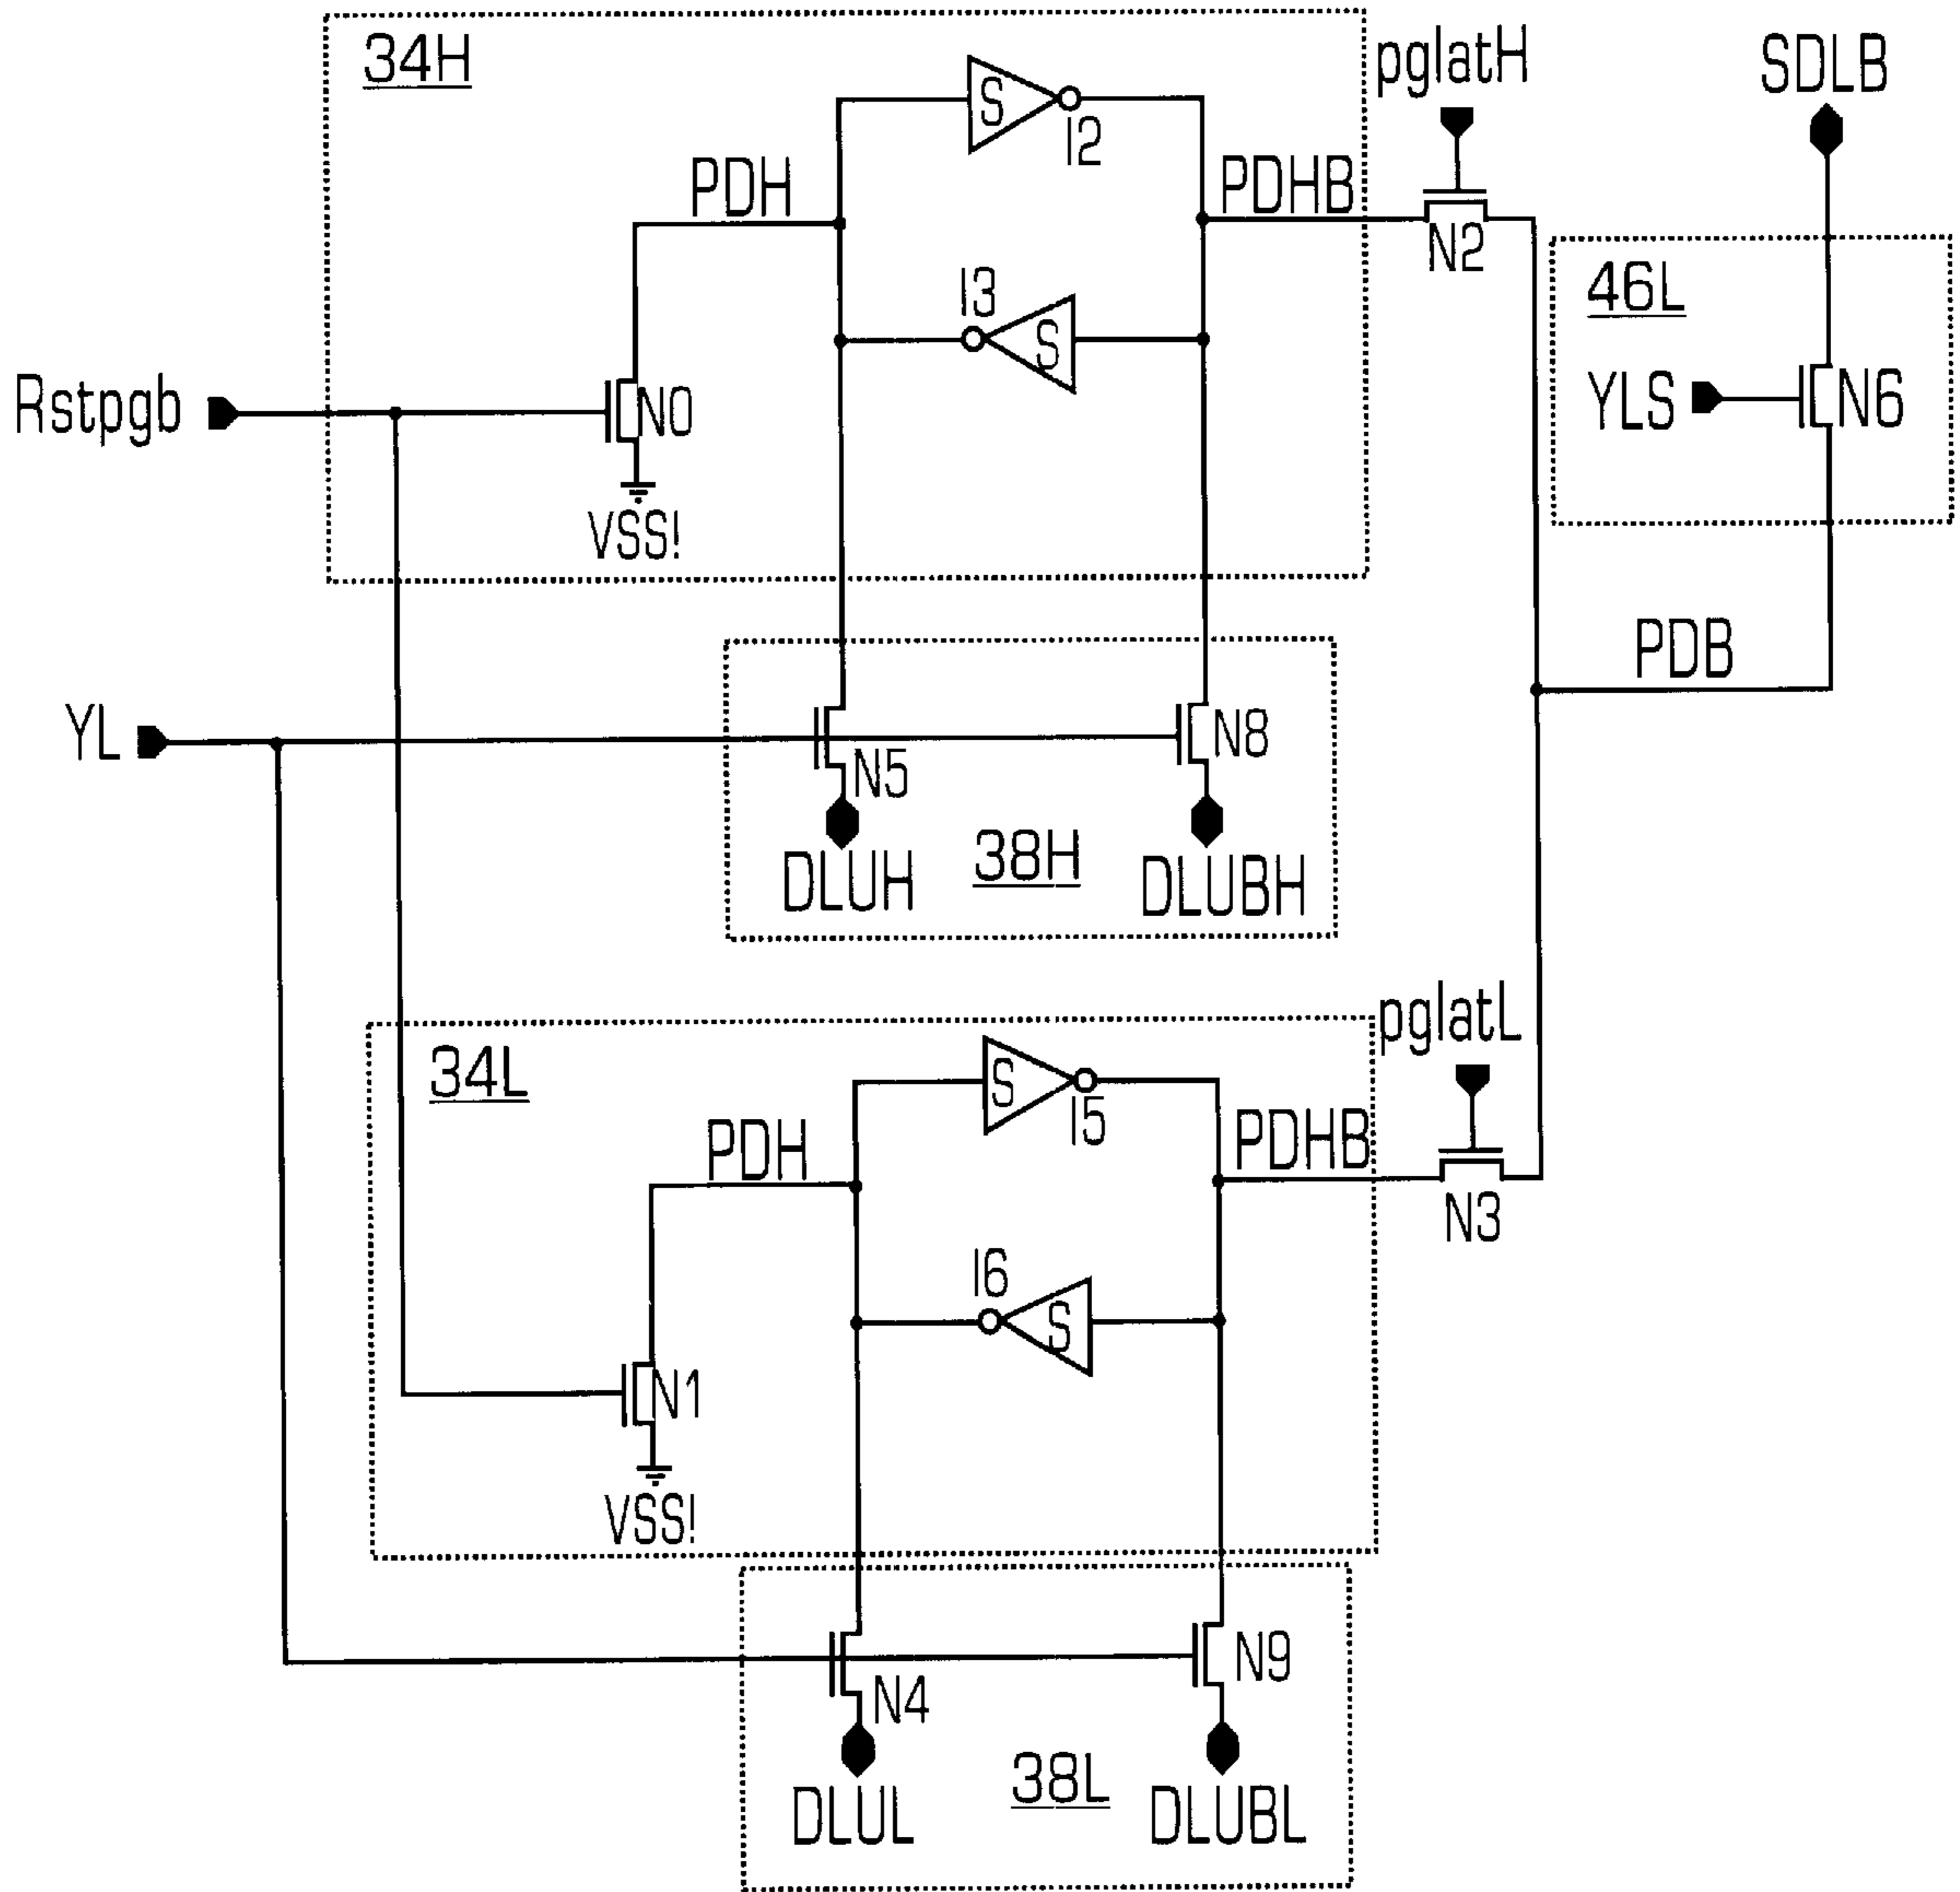 34H
pglatH
SDLB
S
I2
PDH
PDHB
N2
46L
I3
S
Rstpgb
N0
YLS
N6
VSS!
PDB
YL
N5
N8
DLUH
38H
DLUBH
pglatL
34L
S
I5
PDH
PDHB
N3
I6
S
N1
VSS!
N4
N9
DLUL
38L
DLUBL